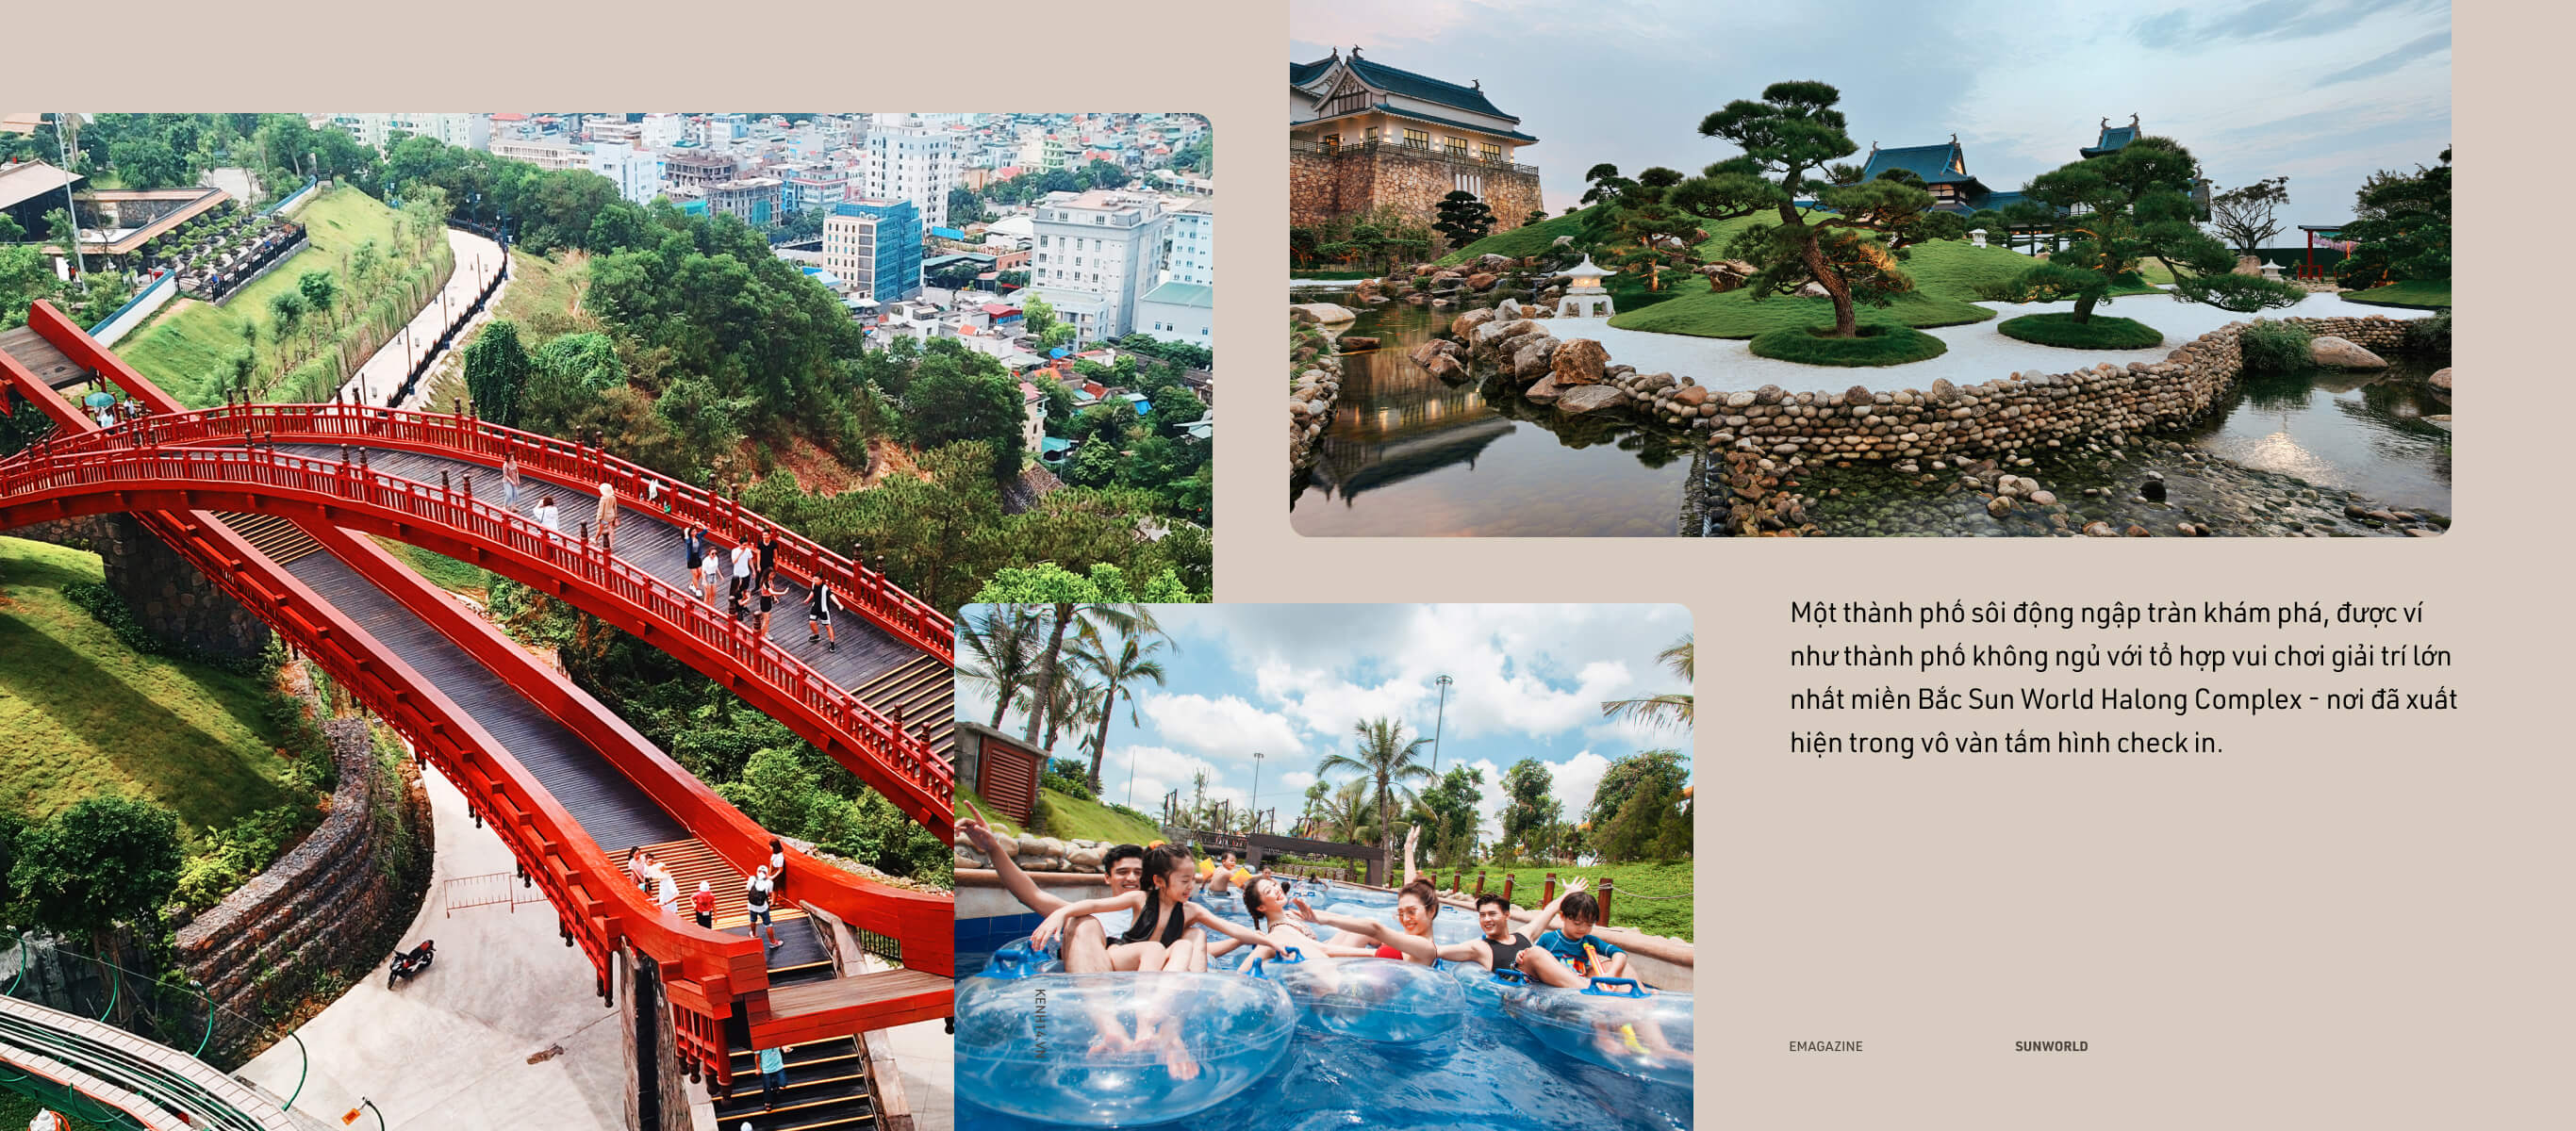 Một thành phố sôi động ngập tràn khám phá, được ví
như thành phố không ngủ với tổ hợp vui chơi giải trí lớn
nhất miền Bắc Sun World Halong Complex - nơi đã xuất
hiện trong vô vàn tấm hình check in.
KENH14.VN
EMAGAZINE
SUNWORLD